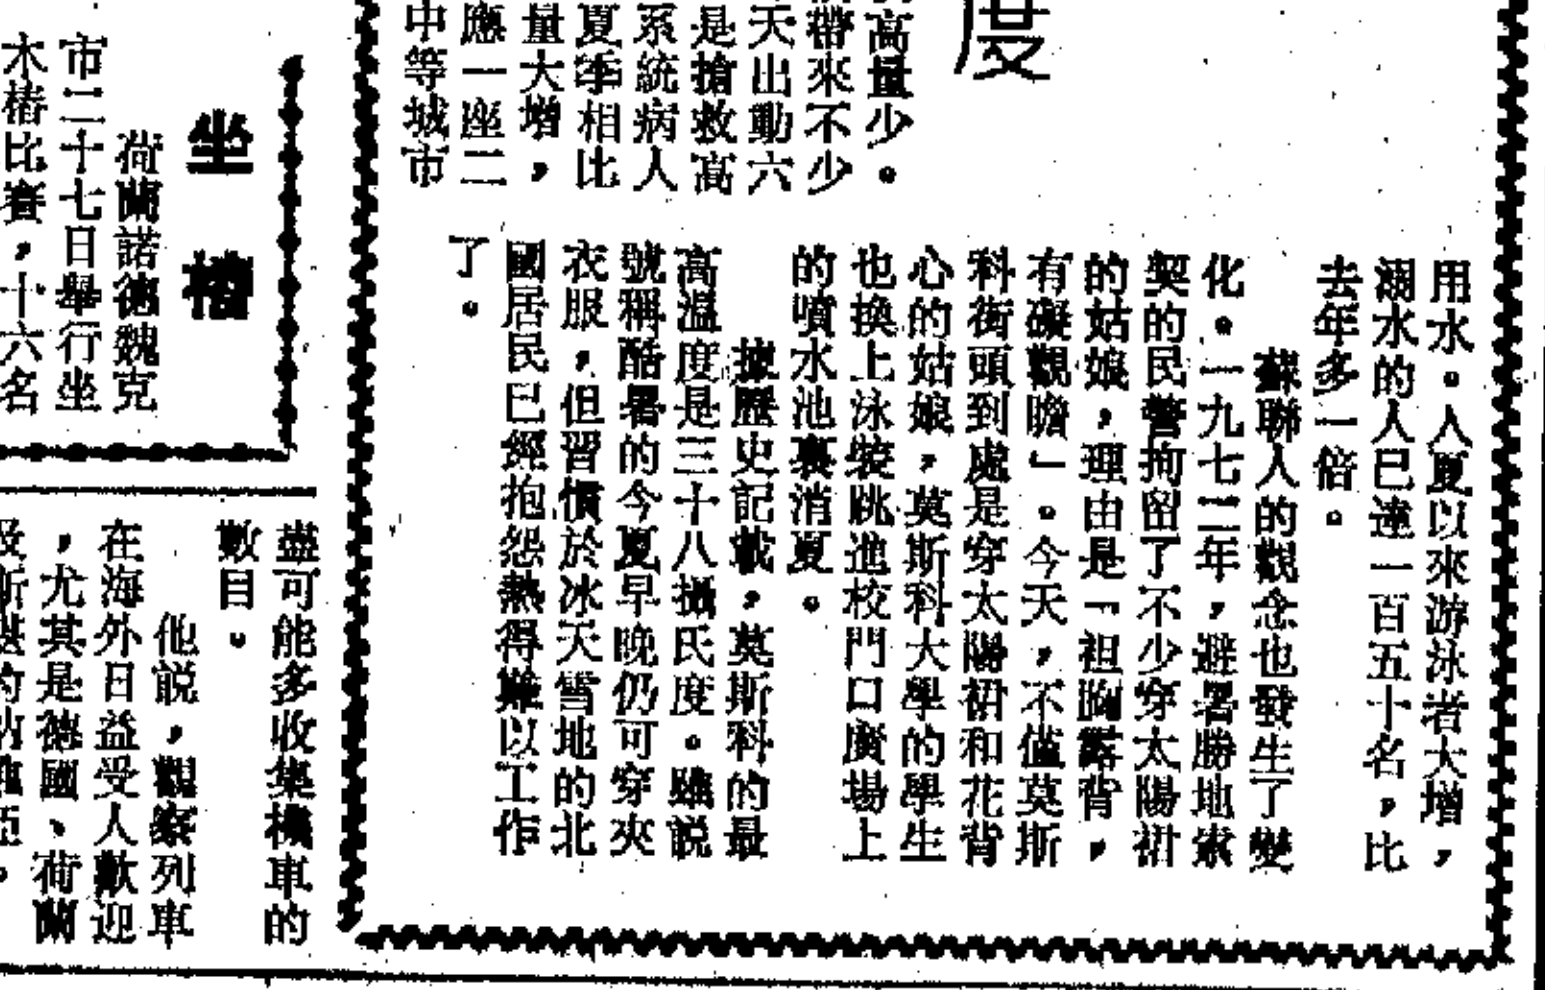 度
高量少。
帶來不少
天出動六
是搶救高
系統病人
夏季相比
量大增，
應一座二
中等城市
用水。人夏以來游泳者大增，
溺水的人已達一百五十名，比
去年多一倍。
蘇聯人的觀念也發生了變
化。一九七二年，避暑勝地索
契的民警拘留了不少穿太陽裙
的姑娘，理由是「袒胸露背，
有礙觀瞻」。今天，不僅莫斯
科街頭到處是穿太陽裙和花背
心的姑娘，莫斯科大學的學生
也換上泳裝跳進校門口廣場上
的噴水池裏消夏。
據歷史記載，莫斯科的最
高溫度是三十八攝氏度。雖説
號稱酷暑的今夏早晚仍可穿夾
衣服，但習慣於冰天雪地的北
國居民已經抱怨熱得難以工作
了。
坐樁
荷蘭諾德魏克
市二十七日舉行坐
木樁比賽，十六名
盡可能多收集機車的
數目。
他説，觀察列車
在海外日益受人歡迎
，尤其是德國、荷蘭